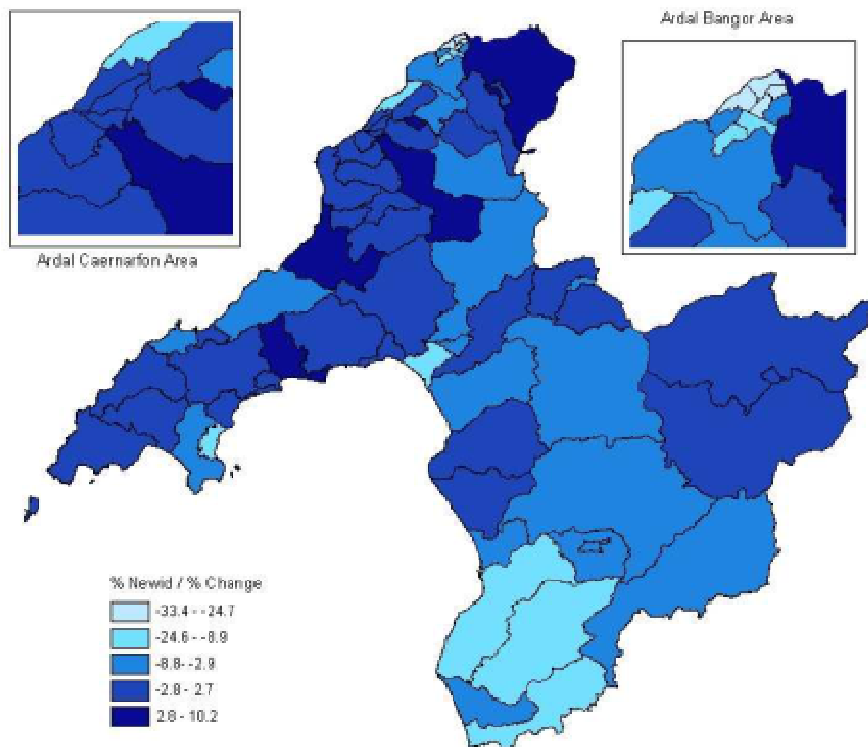 Ardal Bangor Area
Ardal Caernarfon Area
% Newid / % Change
-33.4 - -24.7
-24.6 - -8.9
-8.8 - -2.9
-2.8 - 2.7
2.8 - 10.2